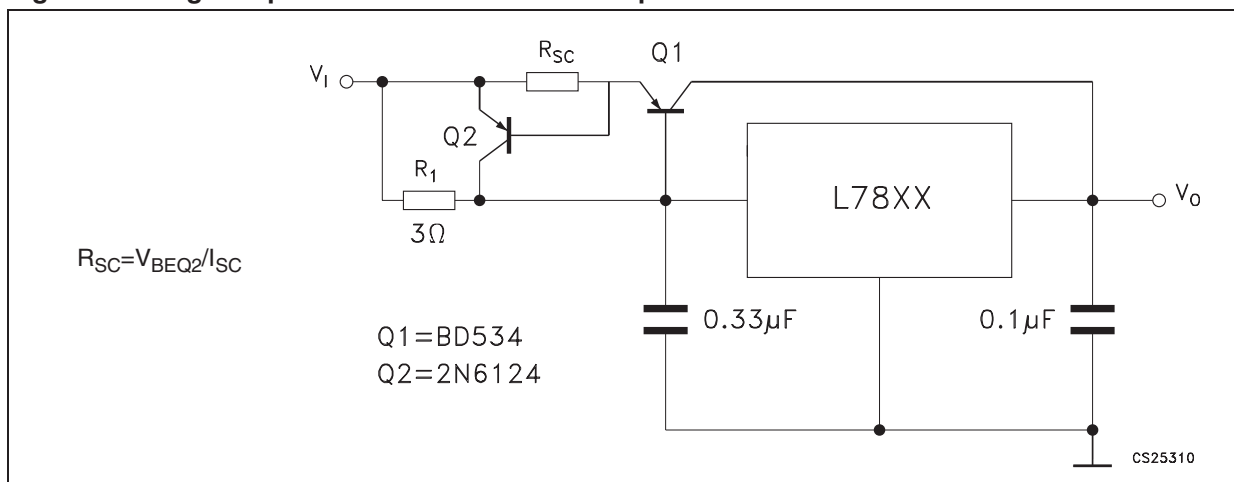 R_SC
Q1
V_I
Q2
R_1
3Ω
L78XX
V_O
R_SC=V_BEQ2/I_SC
0.33µF
0.1µF
Q1=BD534
Q2=2N6124
CS25310